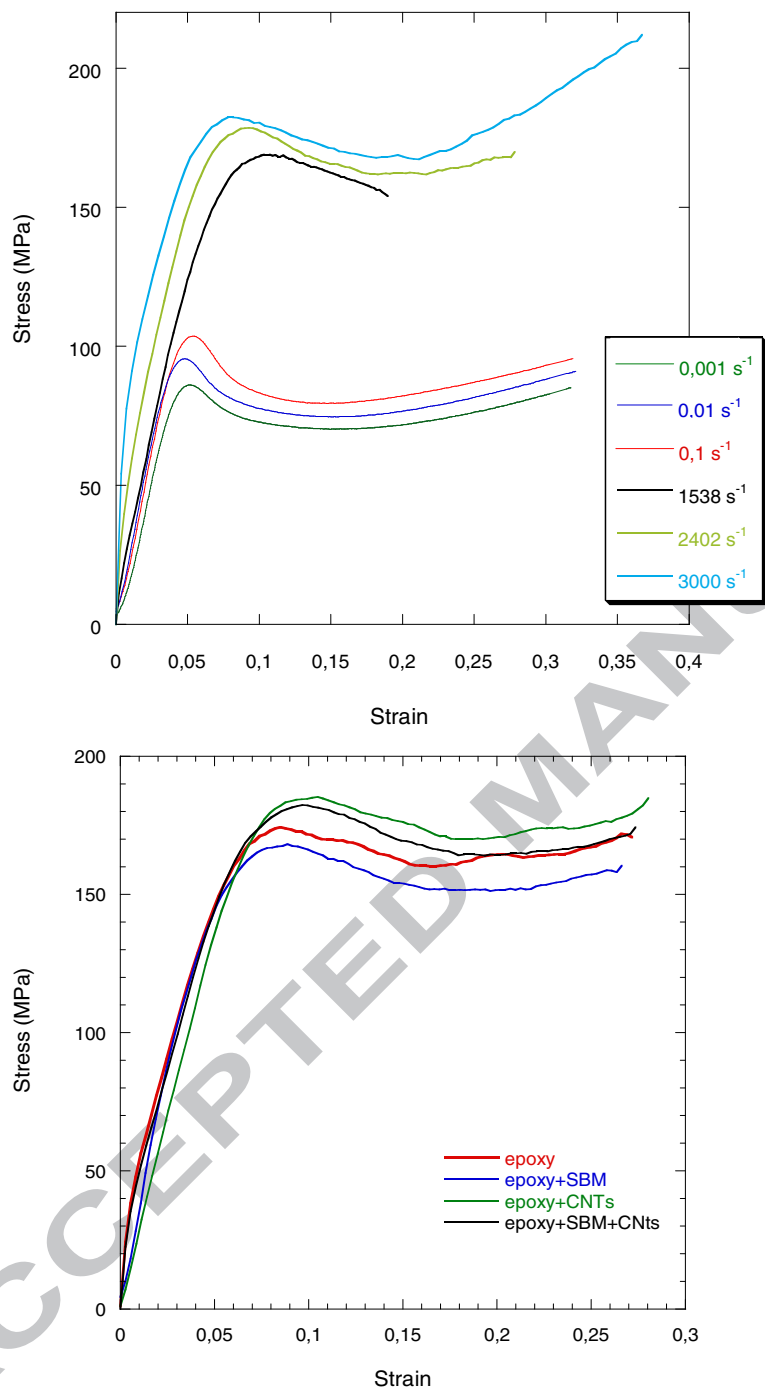 200
150
100
50
0
Stress (MPa)
0,001 s-1
0.01 s-1
0,1 s-1
1538 s-1
2402 s-1
3000 s-1
0 0,05 0,1 0,15 0,2 0,25 0,3 0,35 0,4
Strain
200
150
100
50
0
Stress (MPa)
epoxy
epoxy+SBM
epoxy+CNTs
epoxy+SBM+CNts
0 0,05 0,1 0,15 0,2 0,25 0,3
Strain
ACCEPTED MANU